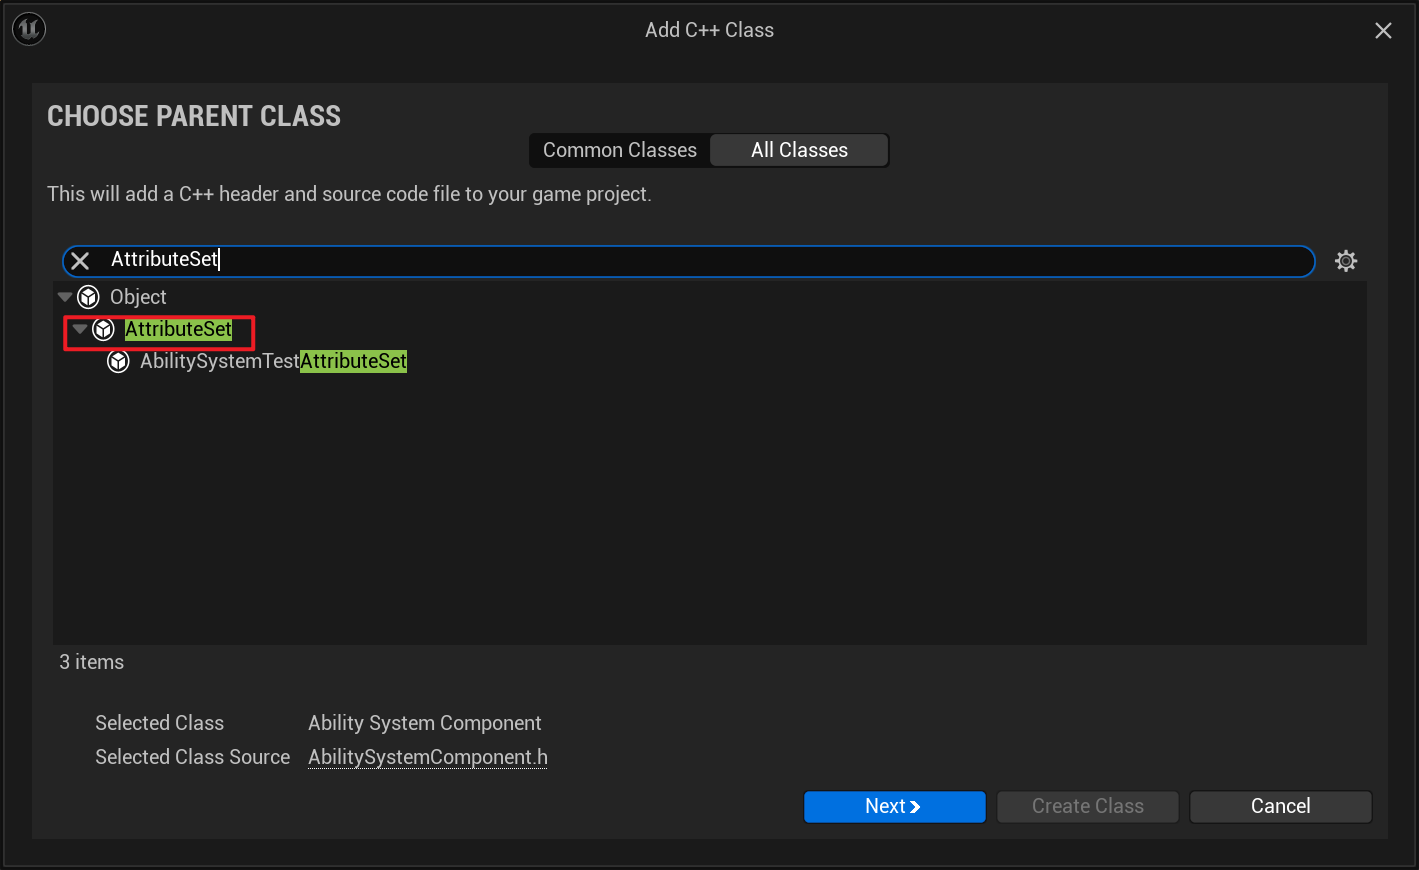 Add C++ Class
CHOOSE PARENT CLASS
Common Classes All Classes
This will add a C++ header and source code file to your game project.
AttributeSet
Object
AttributeSet
AbilitySystemTestAttributeSet
3 items
Selected Class Ability System Component
Selected Class Source AbilitySystemComponent.h
Next Create Class Cancel